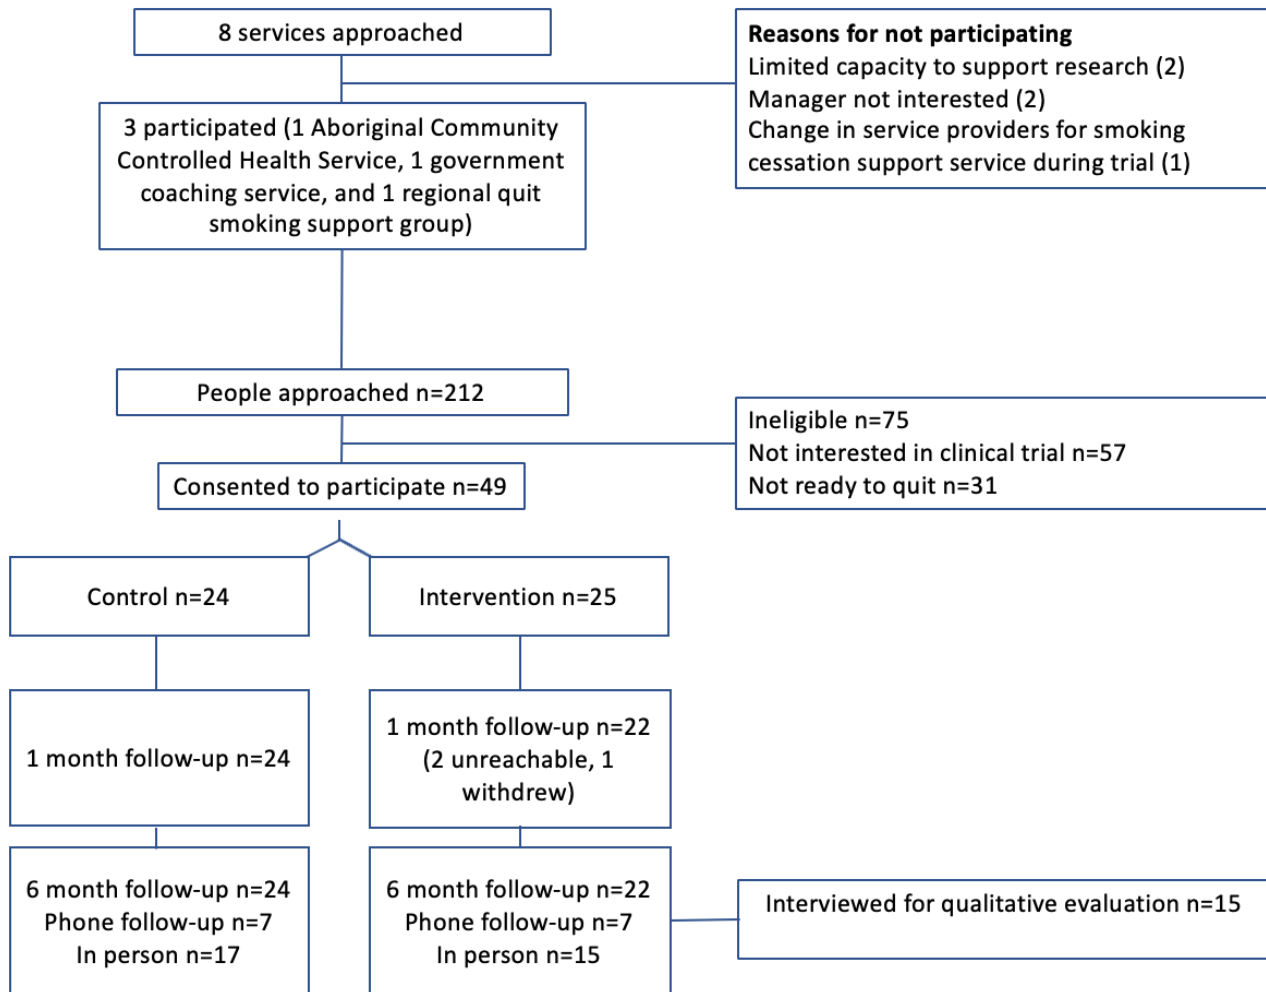 8 services approached
Reasons for not participating
Limited capacity to support research (2)
Manager not interested (2)
Change in service providers for smoking
cessation support service during trial (1)
3 participated (1 Aboriginal Community
Controlled Health Service, 1 government
coaching service, and 1 regional quit
smoking support group)
People approached n=212
Ineligible n=75
Not interested in clinical trial n=57
Not ready to quit n=31
Consented to participate n=49
Control n=24
Intervention n=25
1 month follow-up n=24
1 month follow-up n=22
(2 unreachable, 1
withdrew)
6 month follow-up n=24
Phone follow-up n=7
In person n=17
6 month follow-up n=22
Phone follow-up n=7
In person n=15
Interviewed for qualitative evaluation n=15